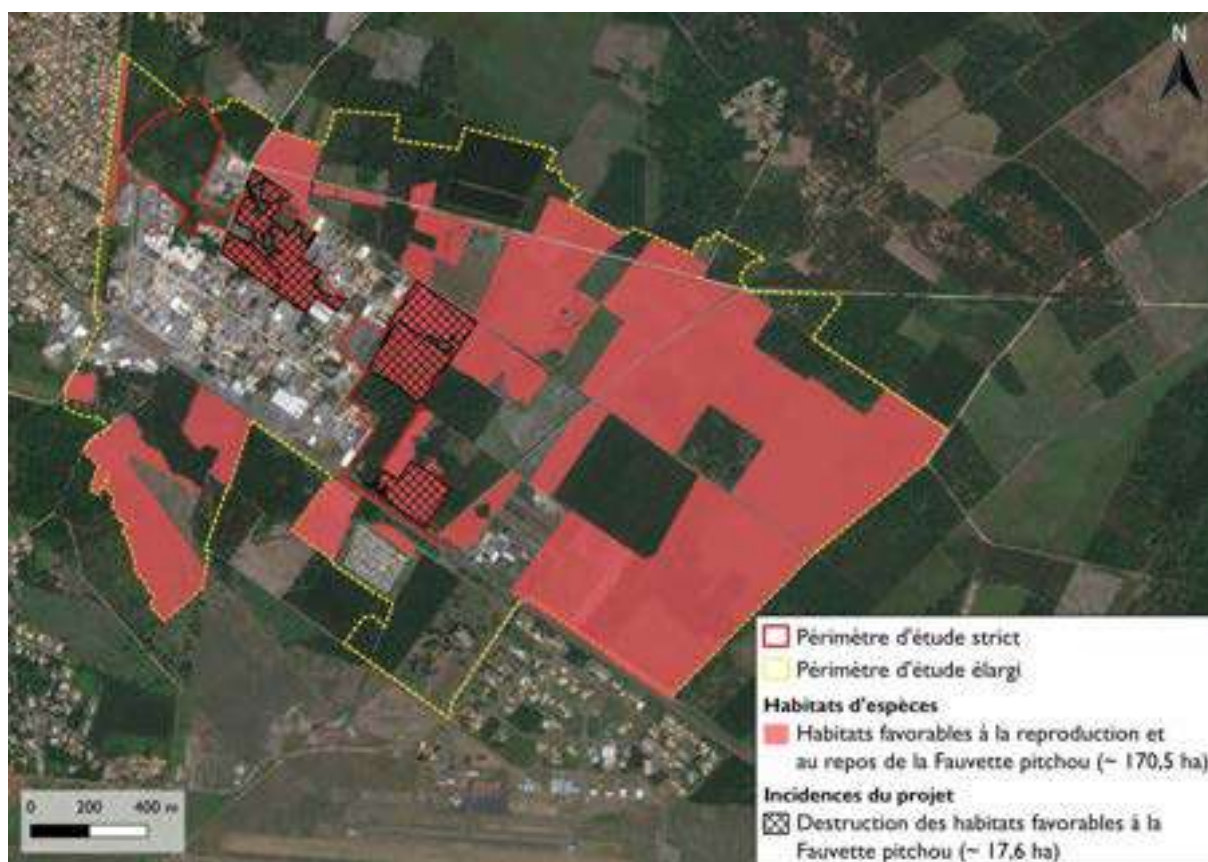 N
Périmètre d'étude strict
Périmètre d'étude élargi
Habitats d'espèces
Habitats favorables à la reproduction et
au repos de la Fauvette pitchou (~ 170,5 ha)
Incidences du projet
Destruction des habitats favorables à la
Fauvette pitchou (~ 17,6 ha)
0 200 400 m